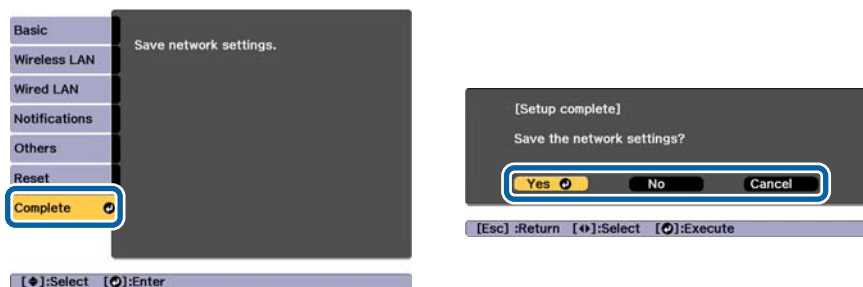 Basic
Save network settings.
Wireless LAN
Wired LAN
Notifications
Others
Reset
Complete
[◆]:Select [↵]:Enter
[Setup complete]
Save the network settings?
Yes ↵ No Cancel
[Esc] :Return [◀▶]:Select [↵]:Execute